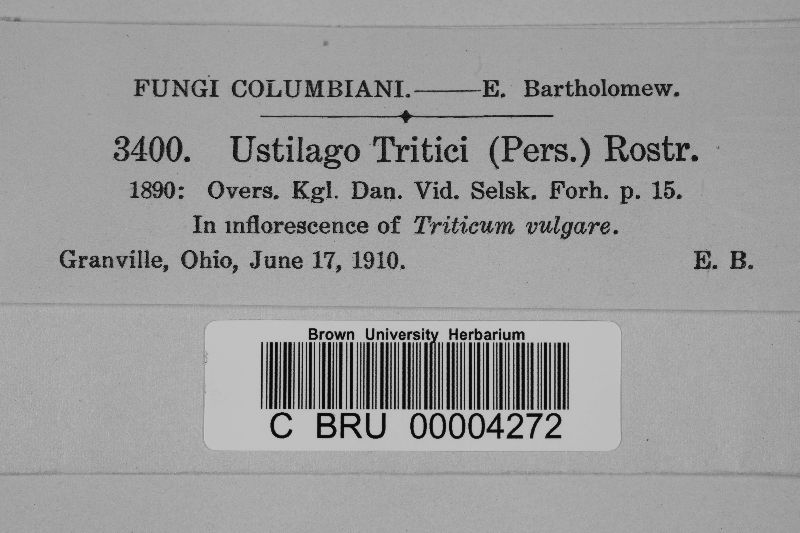 FUNGI COLUMBIANI.——E. Bartholomew.
3400. Ustilago Tritici (Pers.) Rostr.
1890: Overs. Kgl. Dan. Vid. Selsk. Forh. p. 15.
In inflorescence of Triticum vulgare.
Granville, Ohio, June 17, 1910. E. B.
Brown University Herbarium
C BRU 00004272